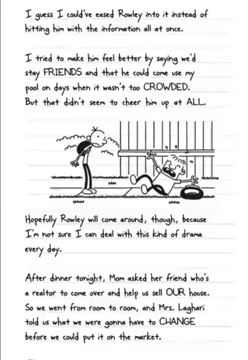 I guess I could've eased Rowley into it instead of
hitting him with the information all at once.
I tried to make him feel better by saying we'd
stay FRIENDS and that he could come use my
pool on days when it wasn't too CROWDED.
But that didn't seem to cheer him up at ALL.
Hopefully Rowley will come around, though, because
I'm not sure I can deal with this kind of drama
every day.
After dinner tonight, Mom asked her friend who's
a realtor to come over and help us sell OUR house.
So we went from room to room, and Mrs. Laghari
told us what we were gonna have to CHANGE
before we could put it on the market.